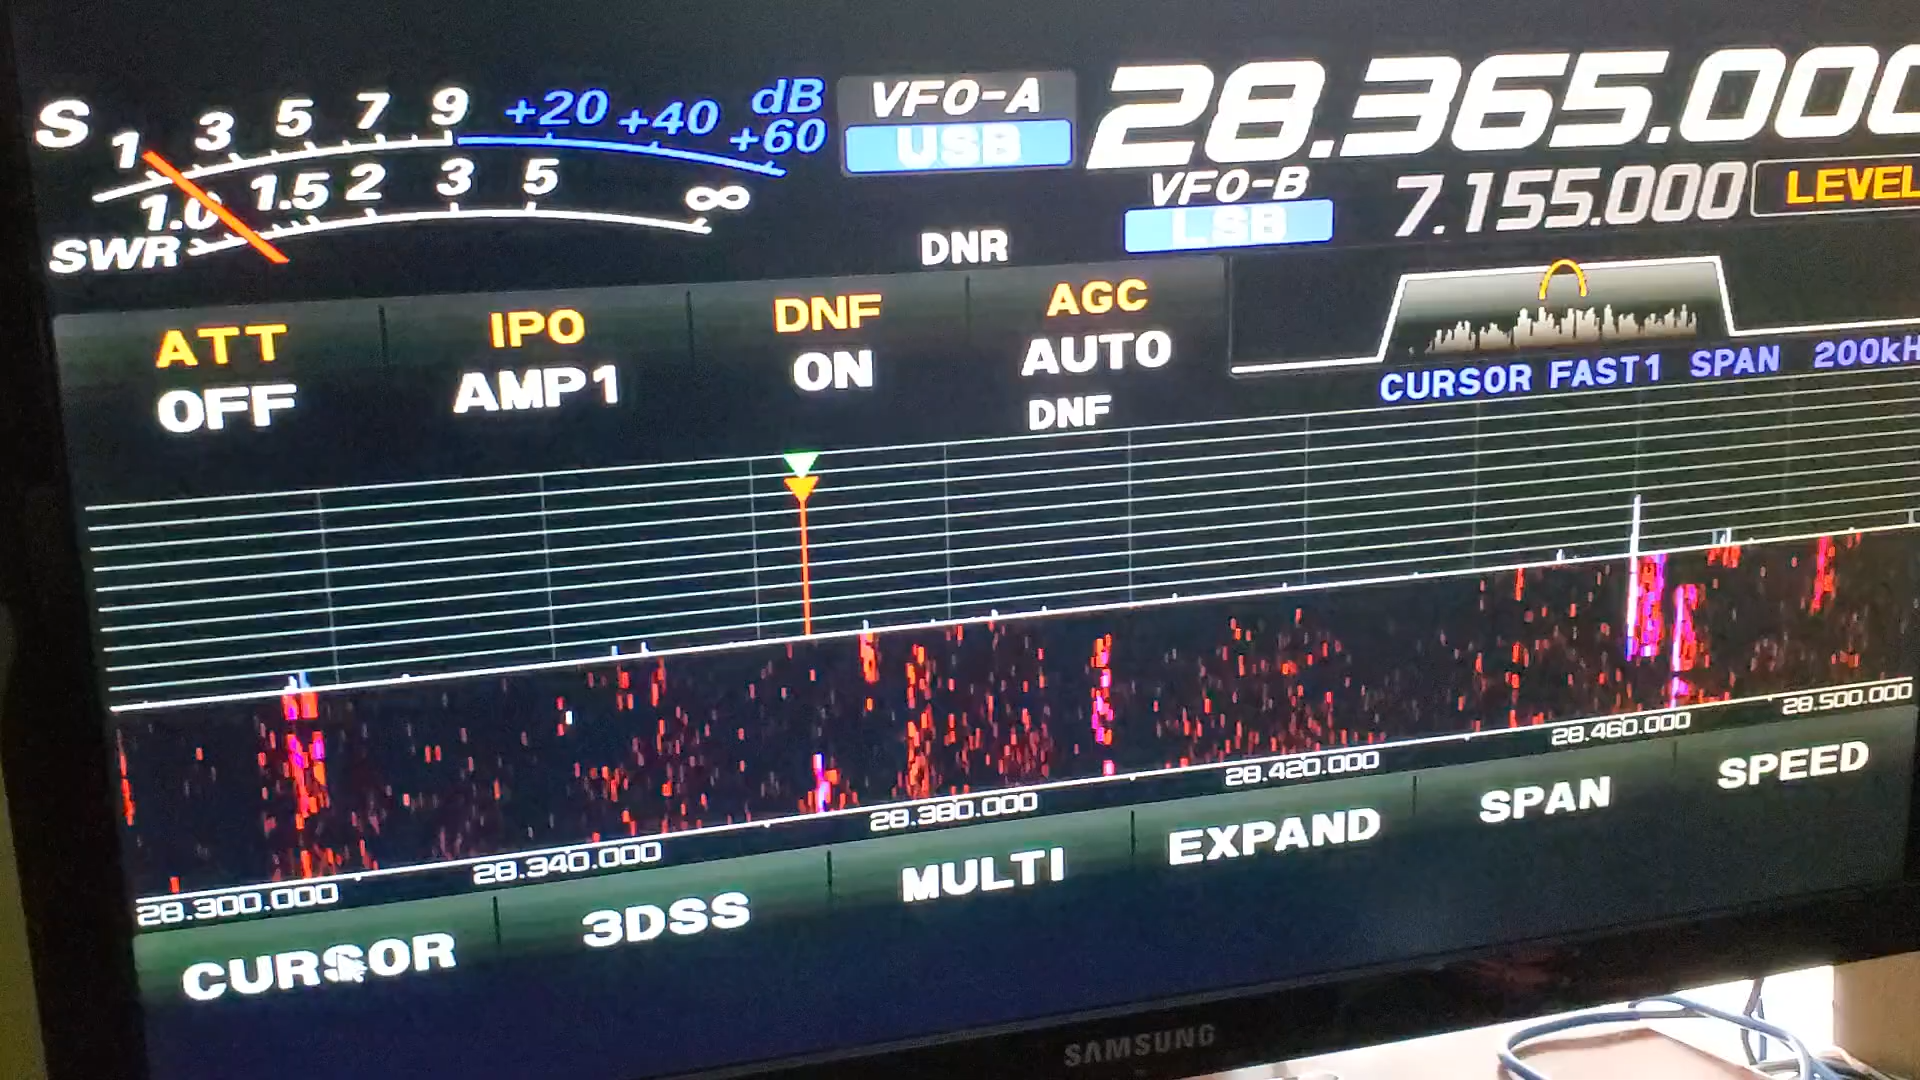 S 1 3 5 7 9 +20 +40 +60 dB
1.0 1.5 2 3 5 ∞
SWR
VFO-A
USB
28.365.000
VFO-B
LSB
7.155.000
LEVEL
DNR
ATT
OFF
IPO
AMP1
DNF
ON
AGC
AUTO
DNF
CURSOR FAST1 SPAN 200kH
28.300.000 28.340.000 28.380.000 28.420.000 28.460.000 28.500.000
CURSOR 3DSS MULTI EXPAND SPAN SPEED
SAMSUNG